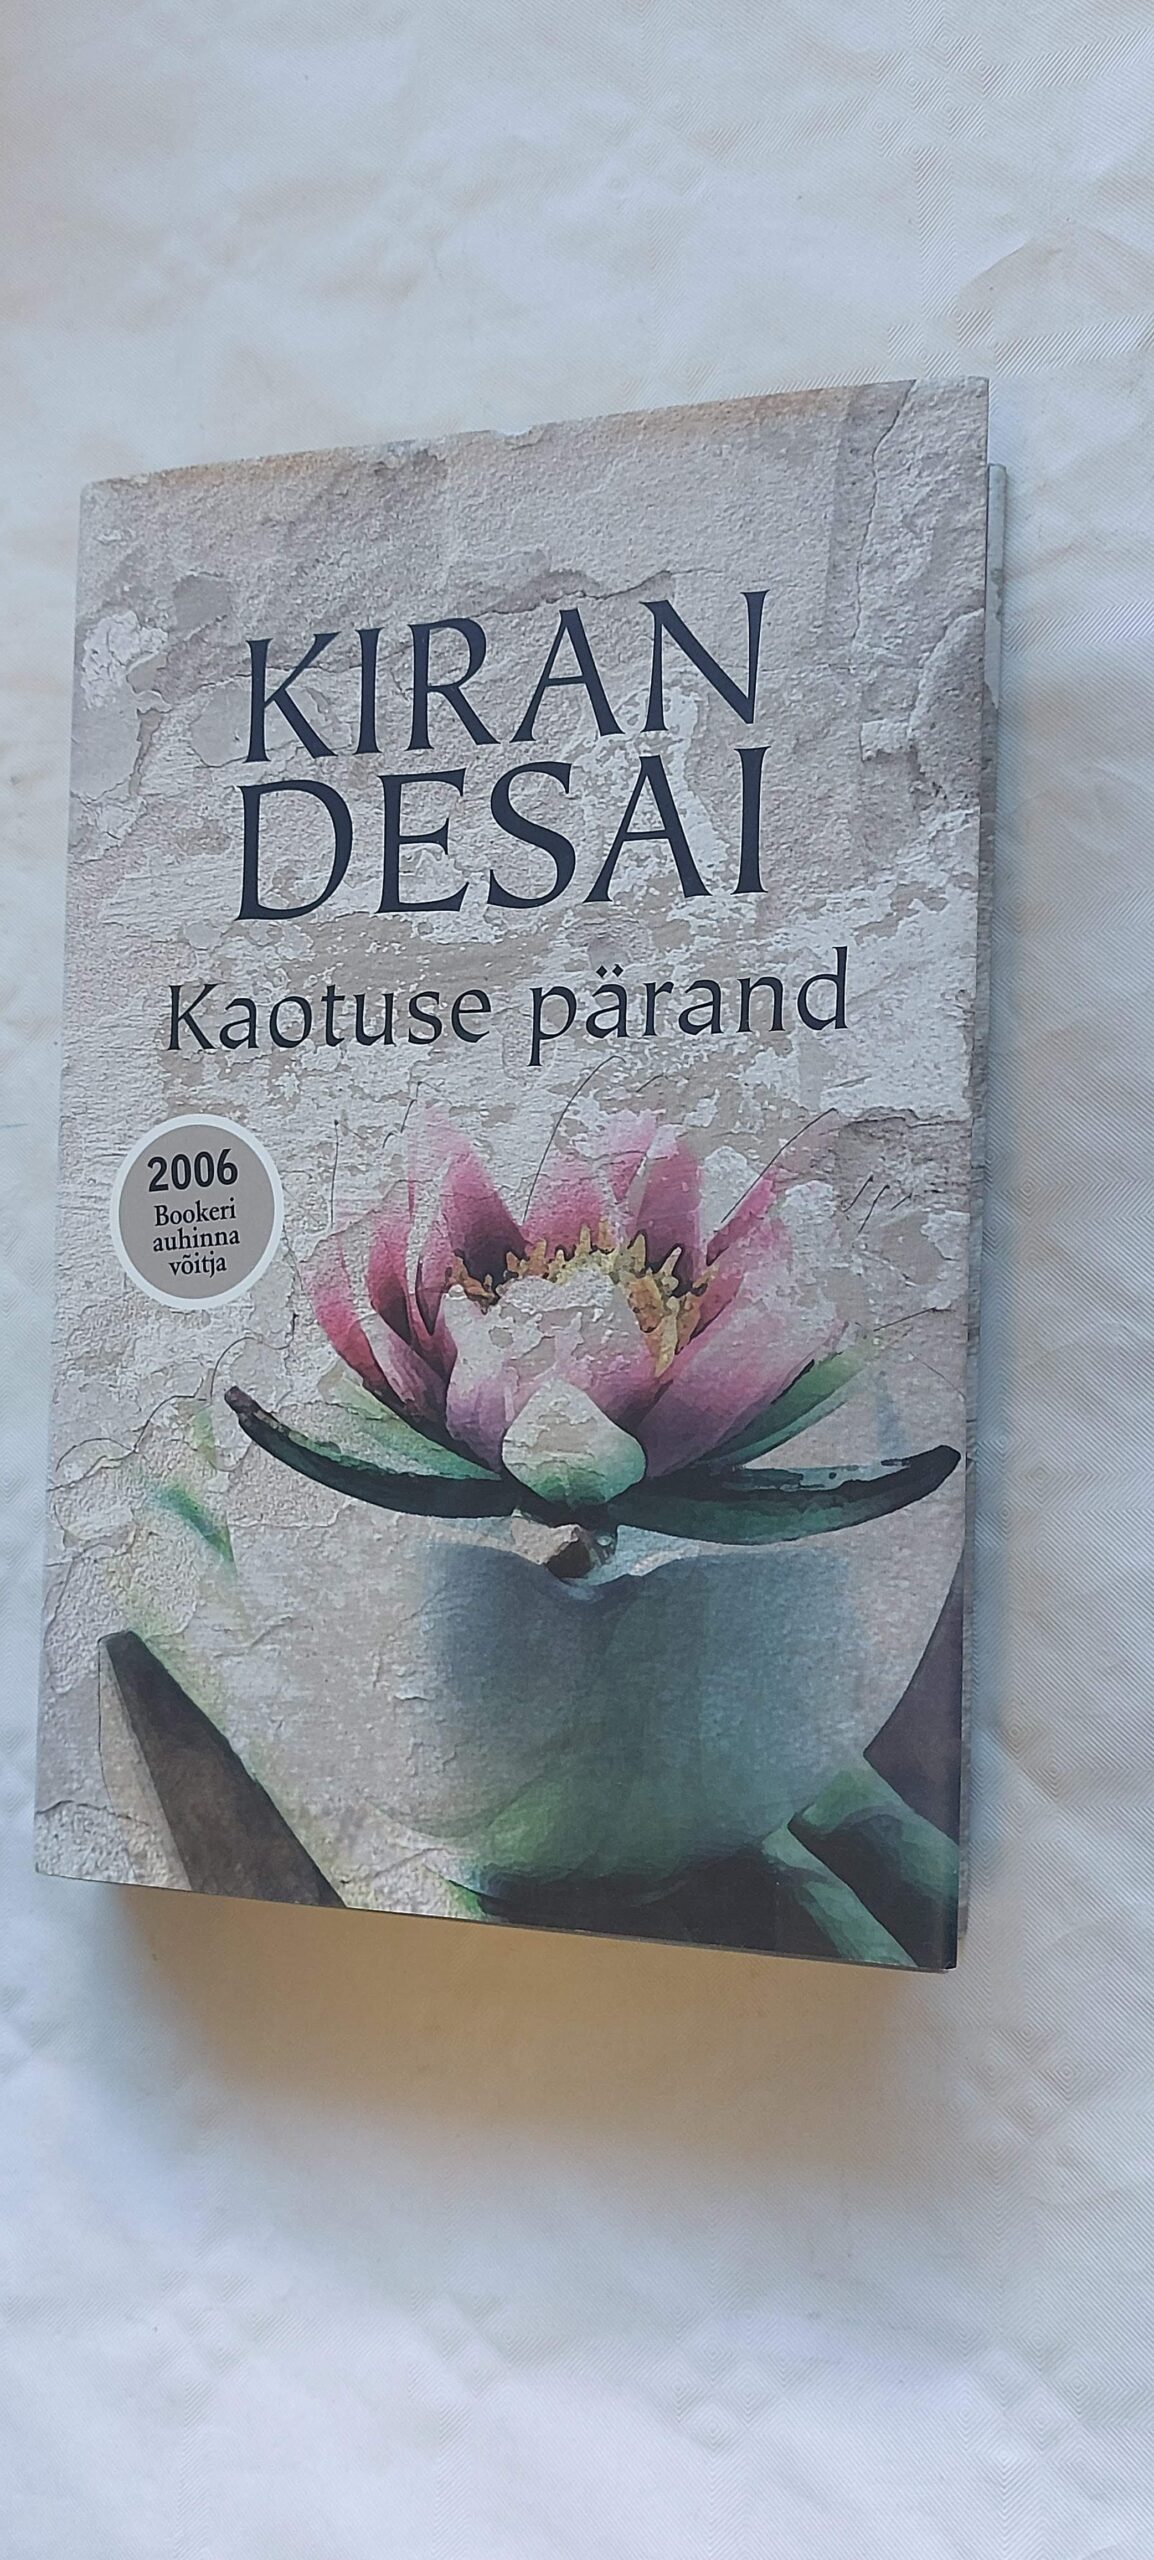 KIRAN
DESAI
Kaotuse pärand
2006
Bookeri
auhinna
võitja